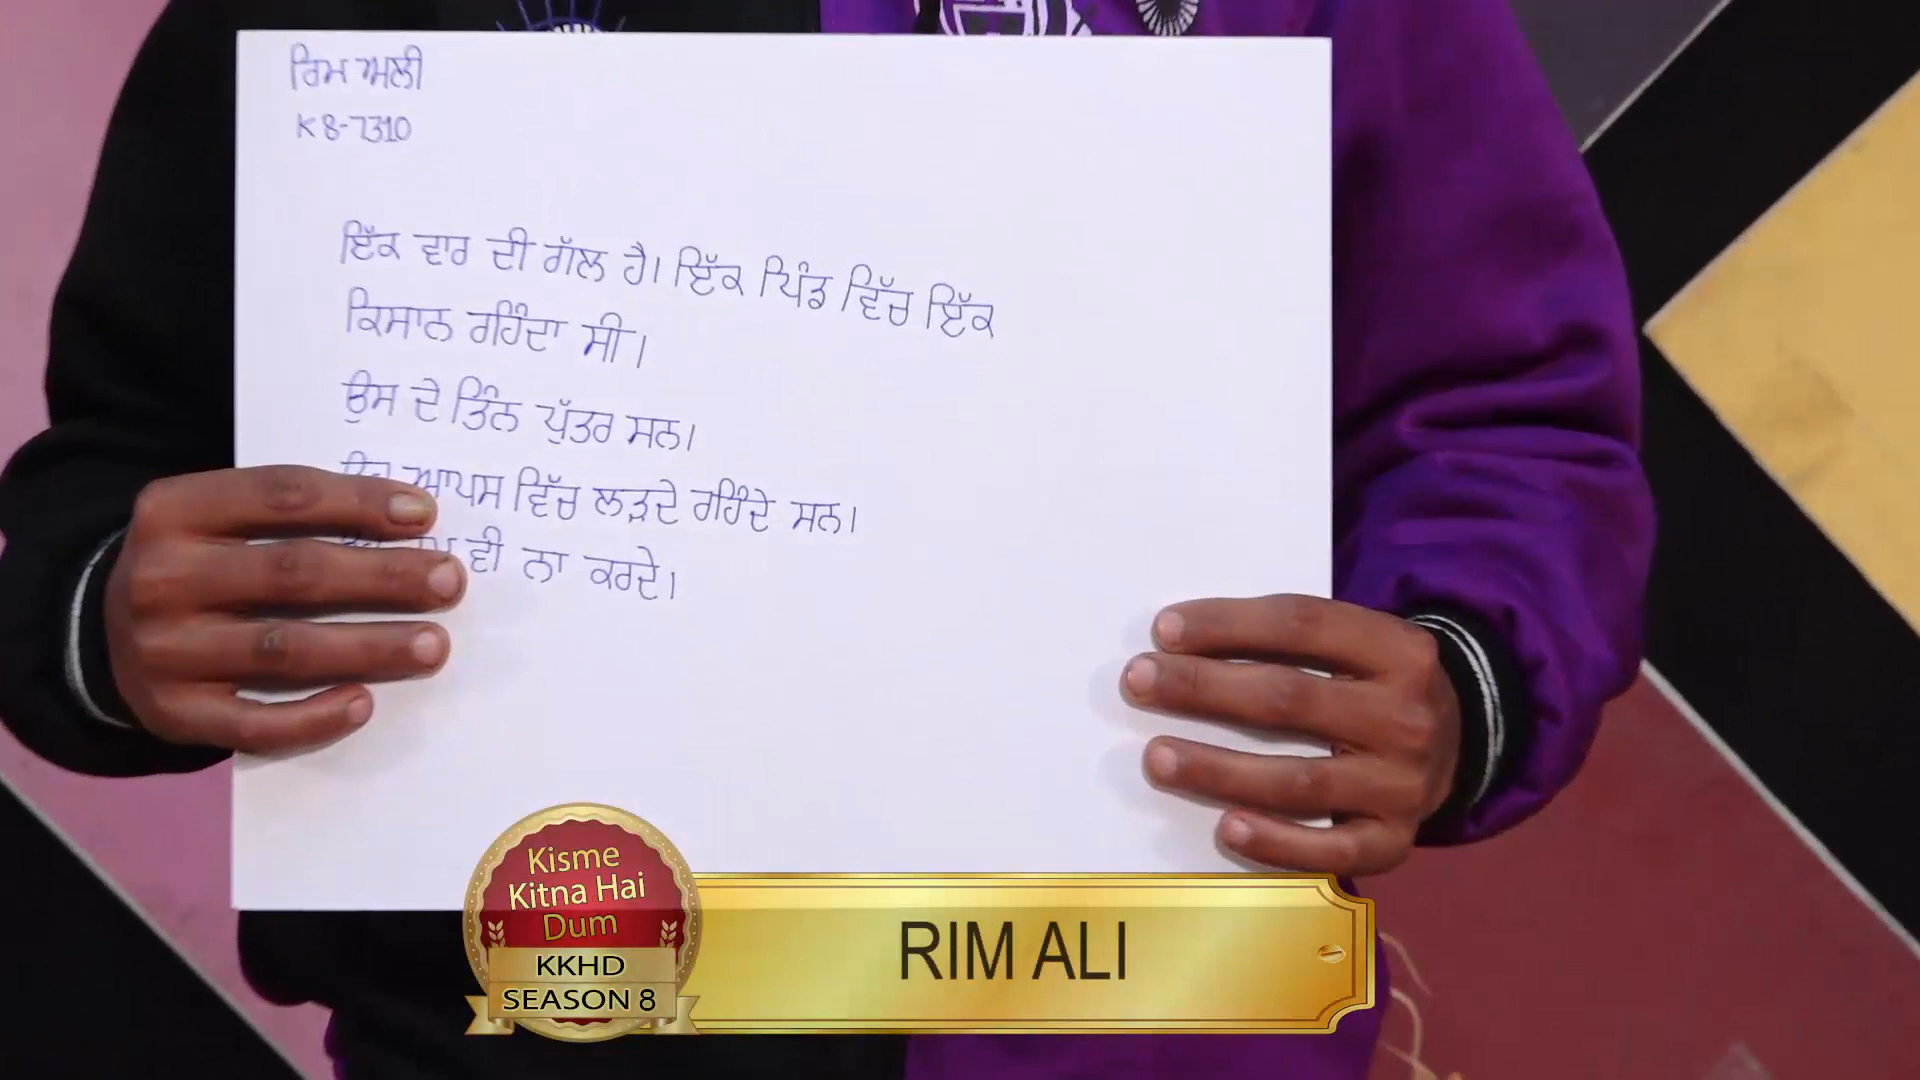 ਰਿਮ ਅਲੀ
K8-7310
ਇੱਕ ਵਾਰ ਦੀ ਗੱਲ ਹੈ। ਇੱਕ ਪਿੰਡ ਵਿੱਚ ਇੱਕ
ਕਿਸਾਨ ਰਹਿੰਦਾ ਸੀ।
ਉਸ ਦੇ ਤਿੰਨ ਪੁੱਤਰ ਸਨ।
ਆਪਸ ਵਿੱਚ ਲੜਦੇ ਰਹਿੰਦੇ ਸਨ।
ਵੀ ਨਾ ਕਰਦੇ।
Kisme
Kitna Hai
Dum
KKHD
SEASON 8
RIM ALI